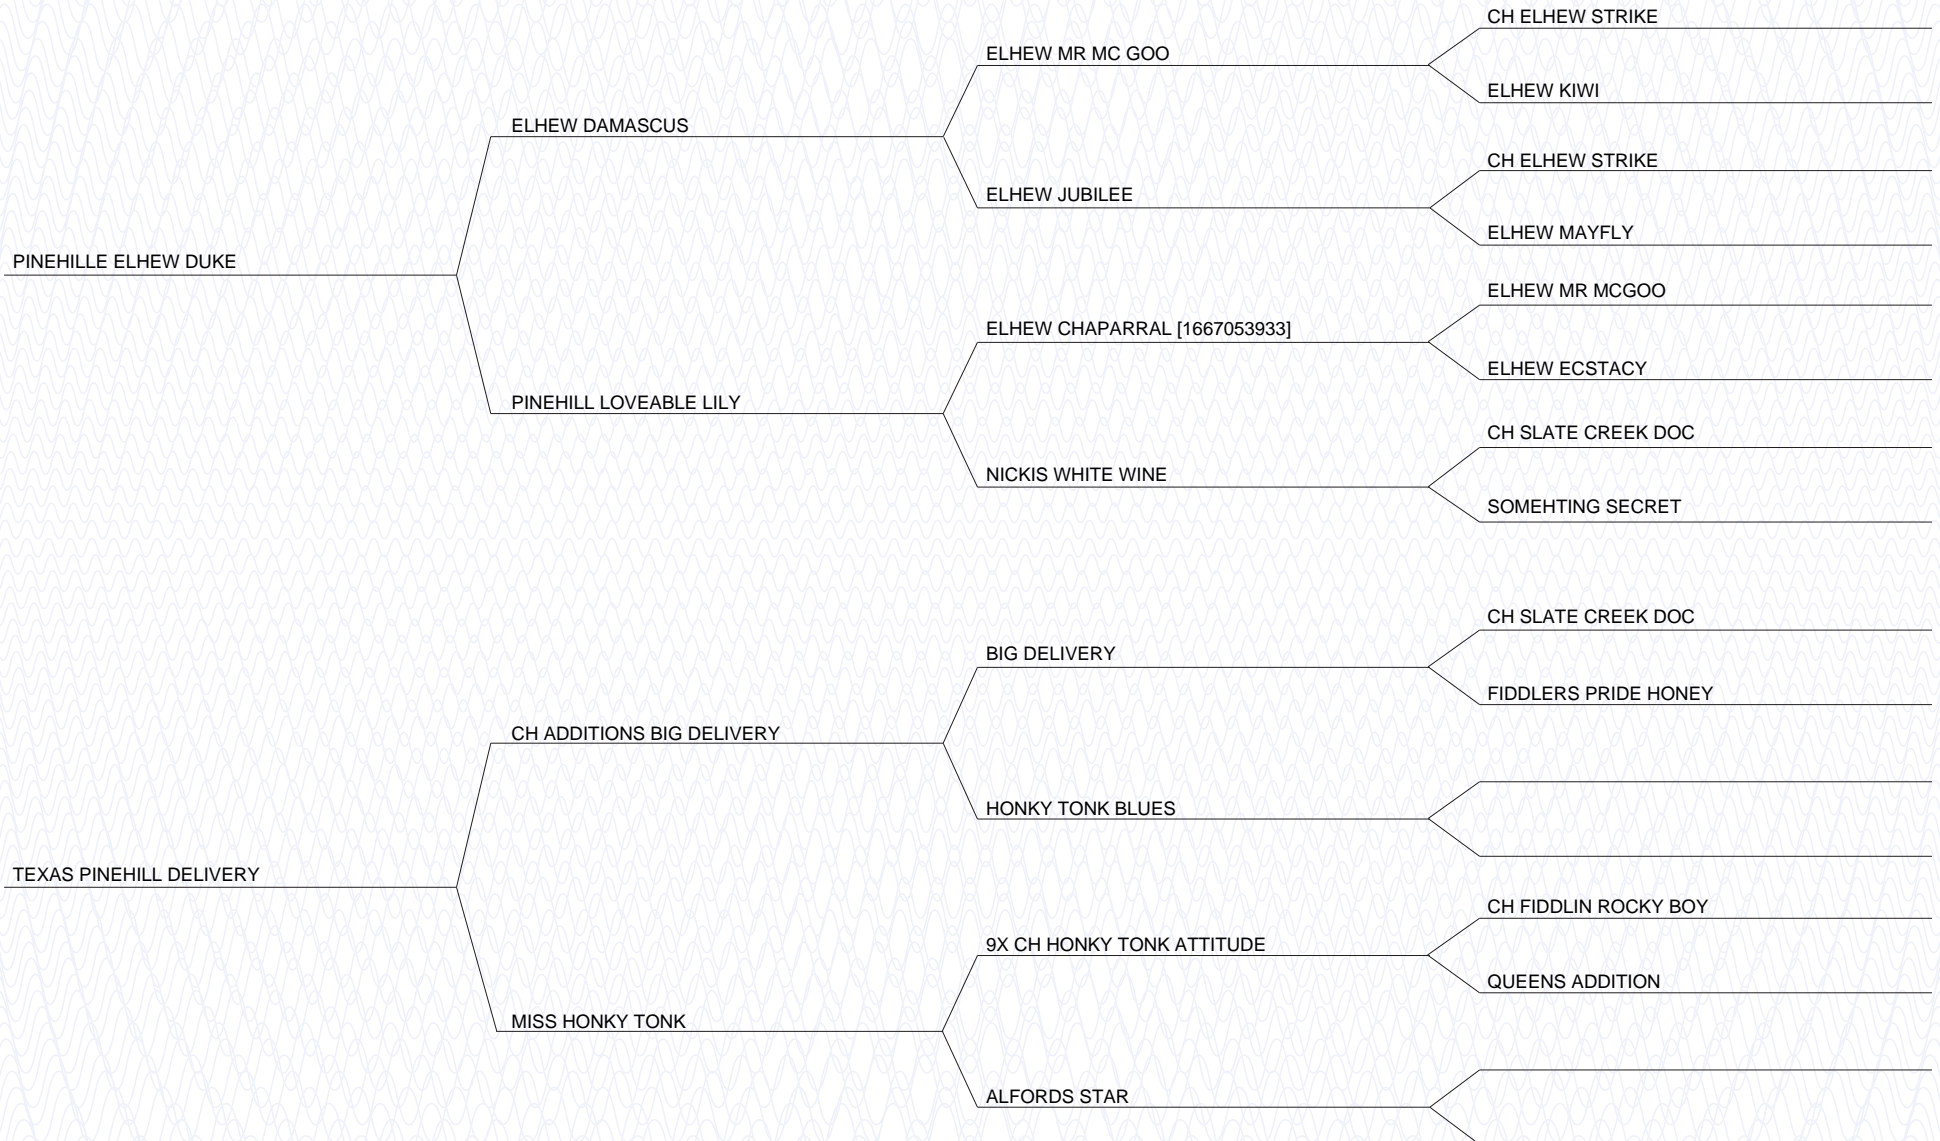 CH ELHEW STRIKE
ELHEW MR MC GOO
ELHEW KIWI
ELHEW DAMASCUS
CH ELHEW STRIKE
ELHEW JUBILEE
ELHEW MAYFLY
PINEHILLE ELHEW DUKE
ELHEW MR MCGOO
ELHEW CHAPARRAL [1667053933]
ELHEW ECSTACY
PINEHILL LOVEABLE LILY
CH SLATE CREEK DOC
NICKIS WHITE WINE
SOMEHTING SECRET
CH SLATE CREEK DOC
BIG DELIVERY
FIDDLERS PRIDE HONEY
CH ADDITIONS BIG DELIVERY
HONKY TONK BLUES
TEXAS PINEHILL DELIVERY
CH FIDDLIN ROCKY BOY
9X CH HONKY TONK ATTITUDE
QUEENS ADDITION
MISS HONKY TONK
ALFORDS STAR